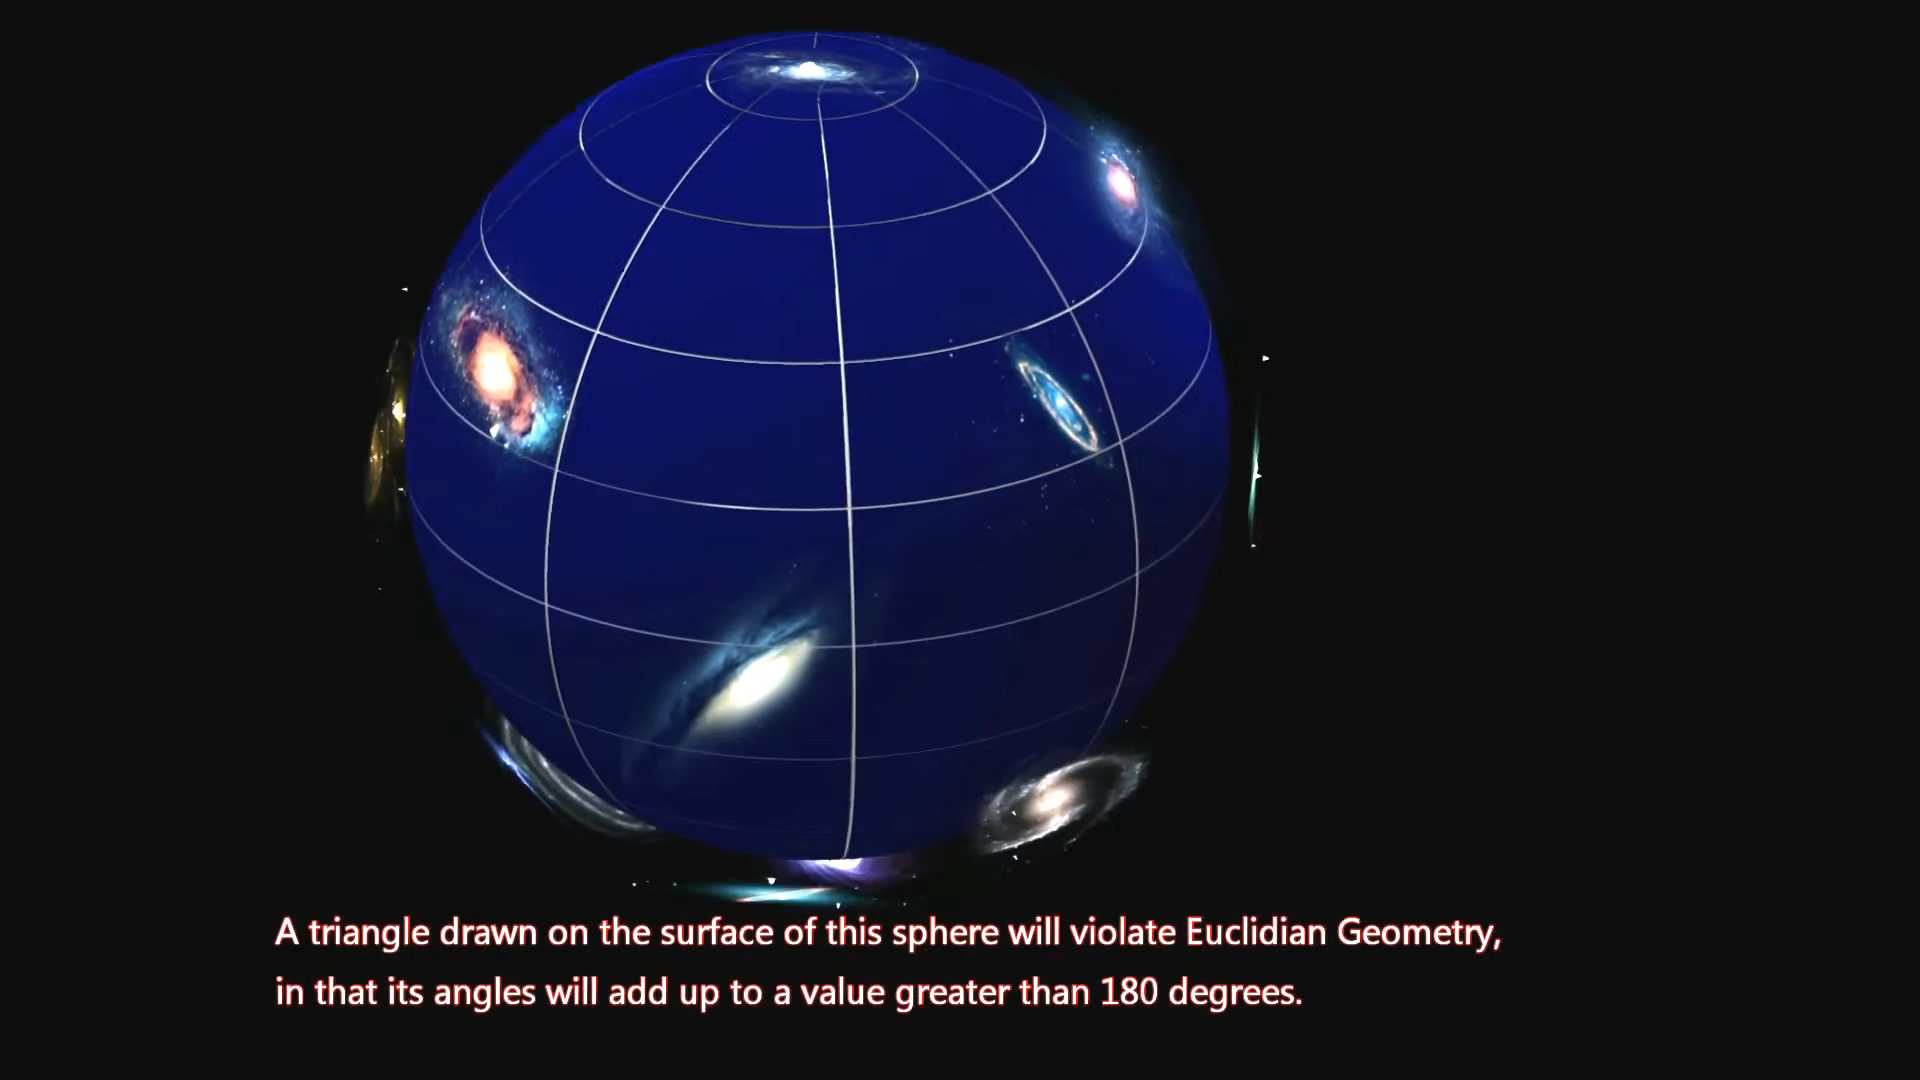 A triangle drawn on the surface of this sphere will violate Euclidian Geometry,
in that its angles will add up to a value greater than 180 degrees.